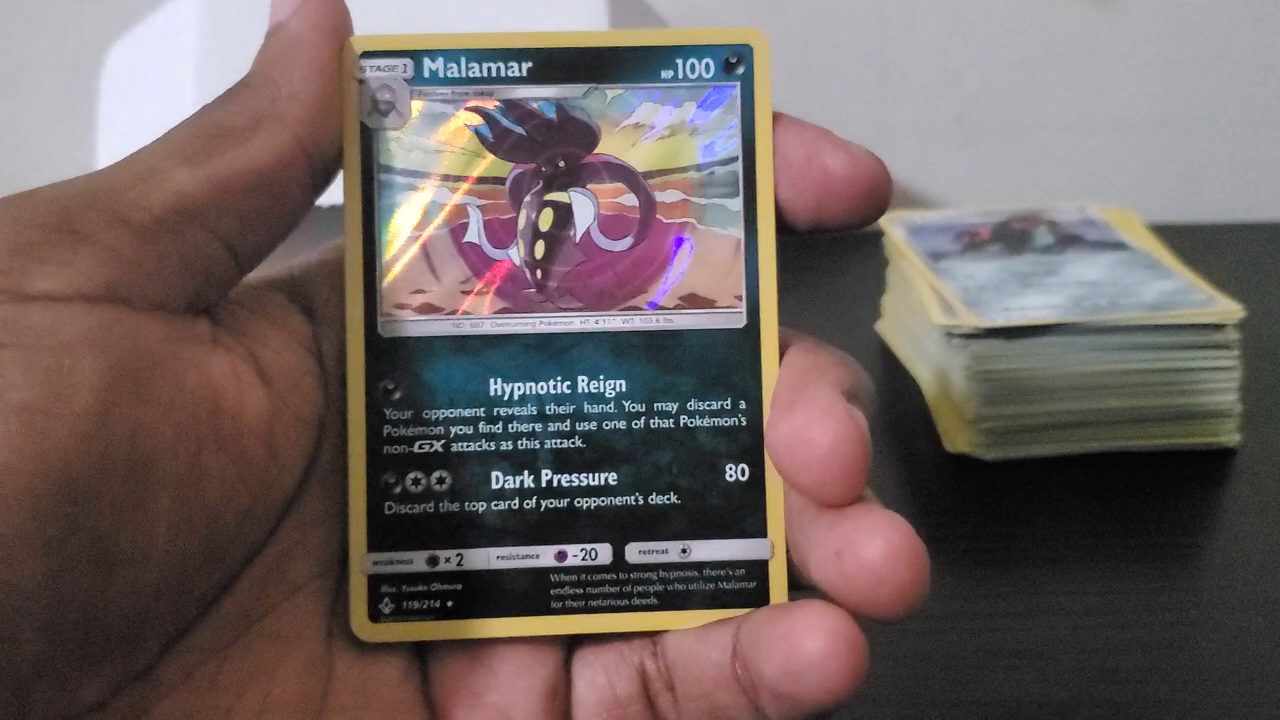 STAGE 1
Malamar
HP 100
Evolves from Inkay
NO. 687 Overturning Pokémon HT: 4'11" WT: 103.6 lbs.
Hypnotic Reign
Your opponent reveals their hand. You may discard a
Pokémon you find there and use one of that Pokémon's
non-GX attacks as this attack.
Dark Pressure 80
Discard the top card of your opponent's deck.
weakness × 2 resistance -20 retreat
Illus. Yusuke Ohmura
119/214
When it comes to strong hypnosis, there's an
endless number of people who utilize Malamar
for their nefarious deeds.